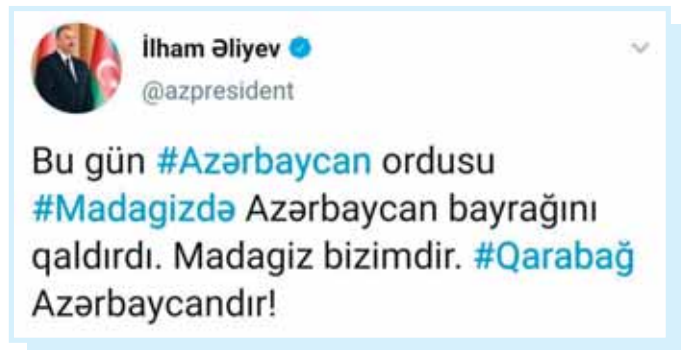 İlham Əliyev
@azpresident
Bu gün #Azərbaycan ordusu
#Madagizdə Azərbaycan bayrağını
qaldırdı. Madagiz bizimdir. #Qarabağ
Azərbaycandır!